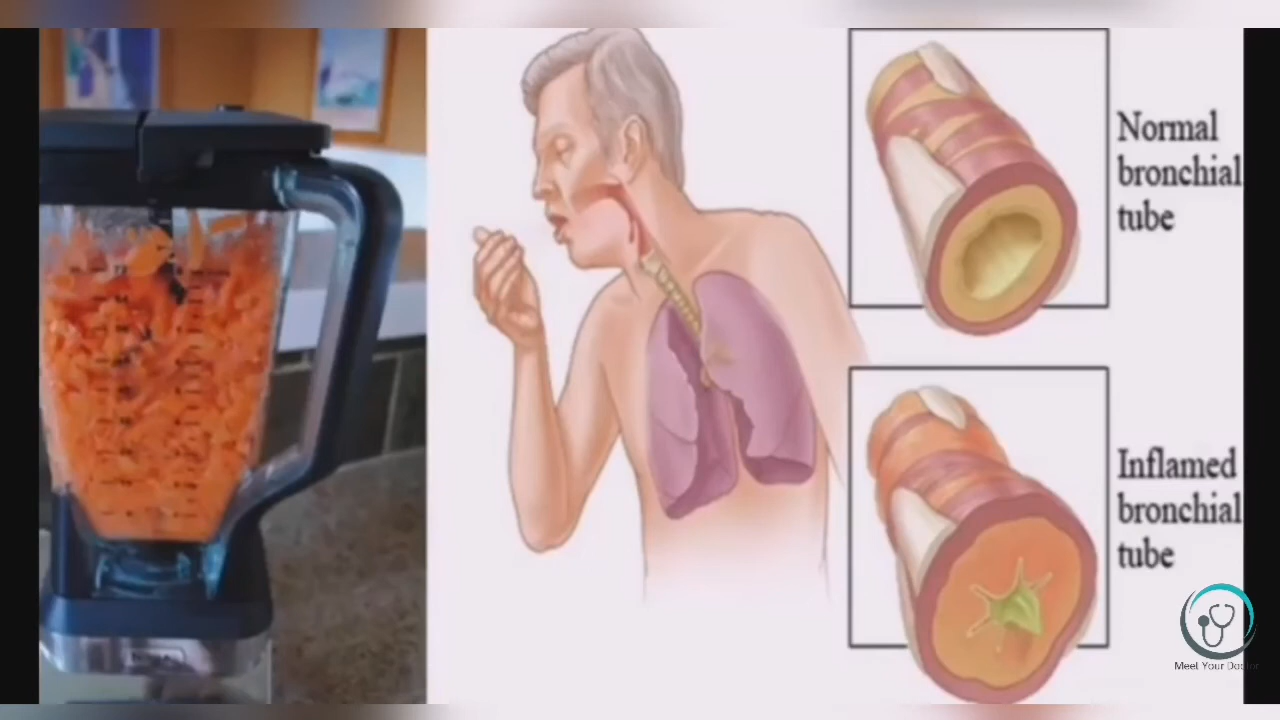 Normal
bronchial
tube
Inflamed
bronchial
tube
Meet Your Doctor